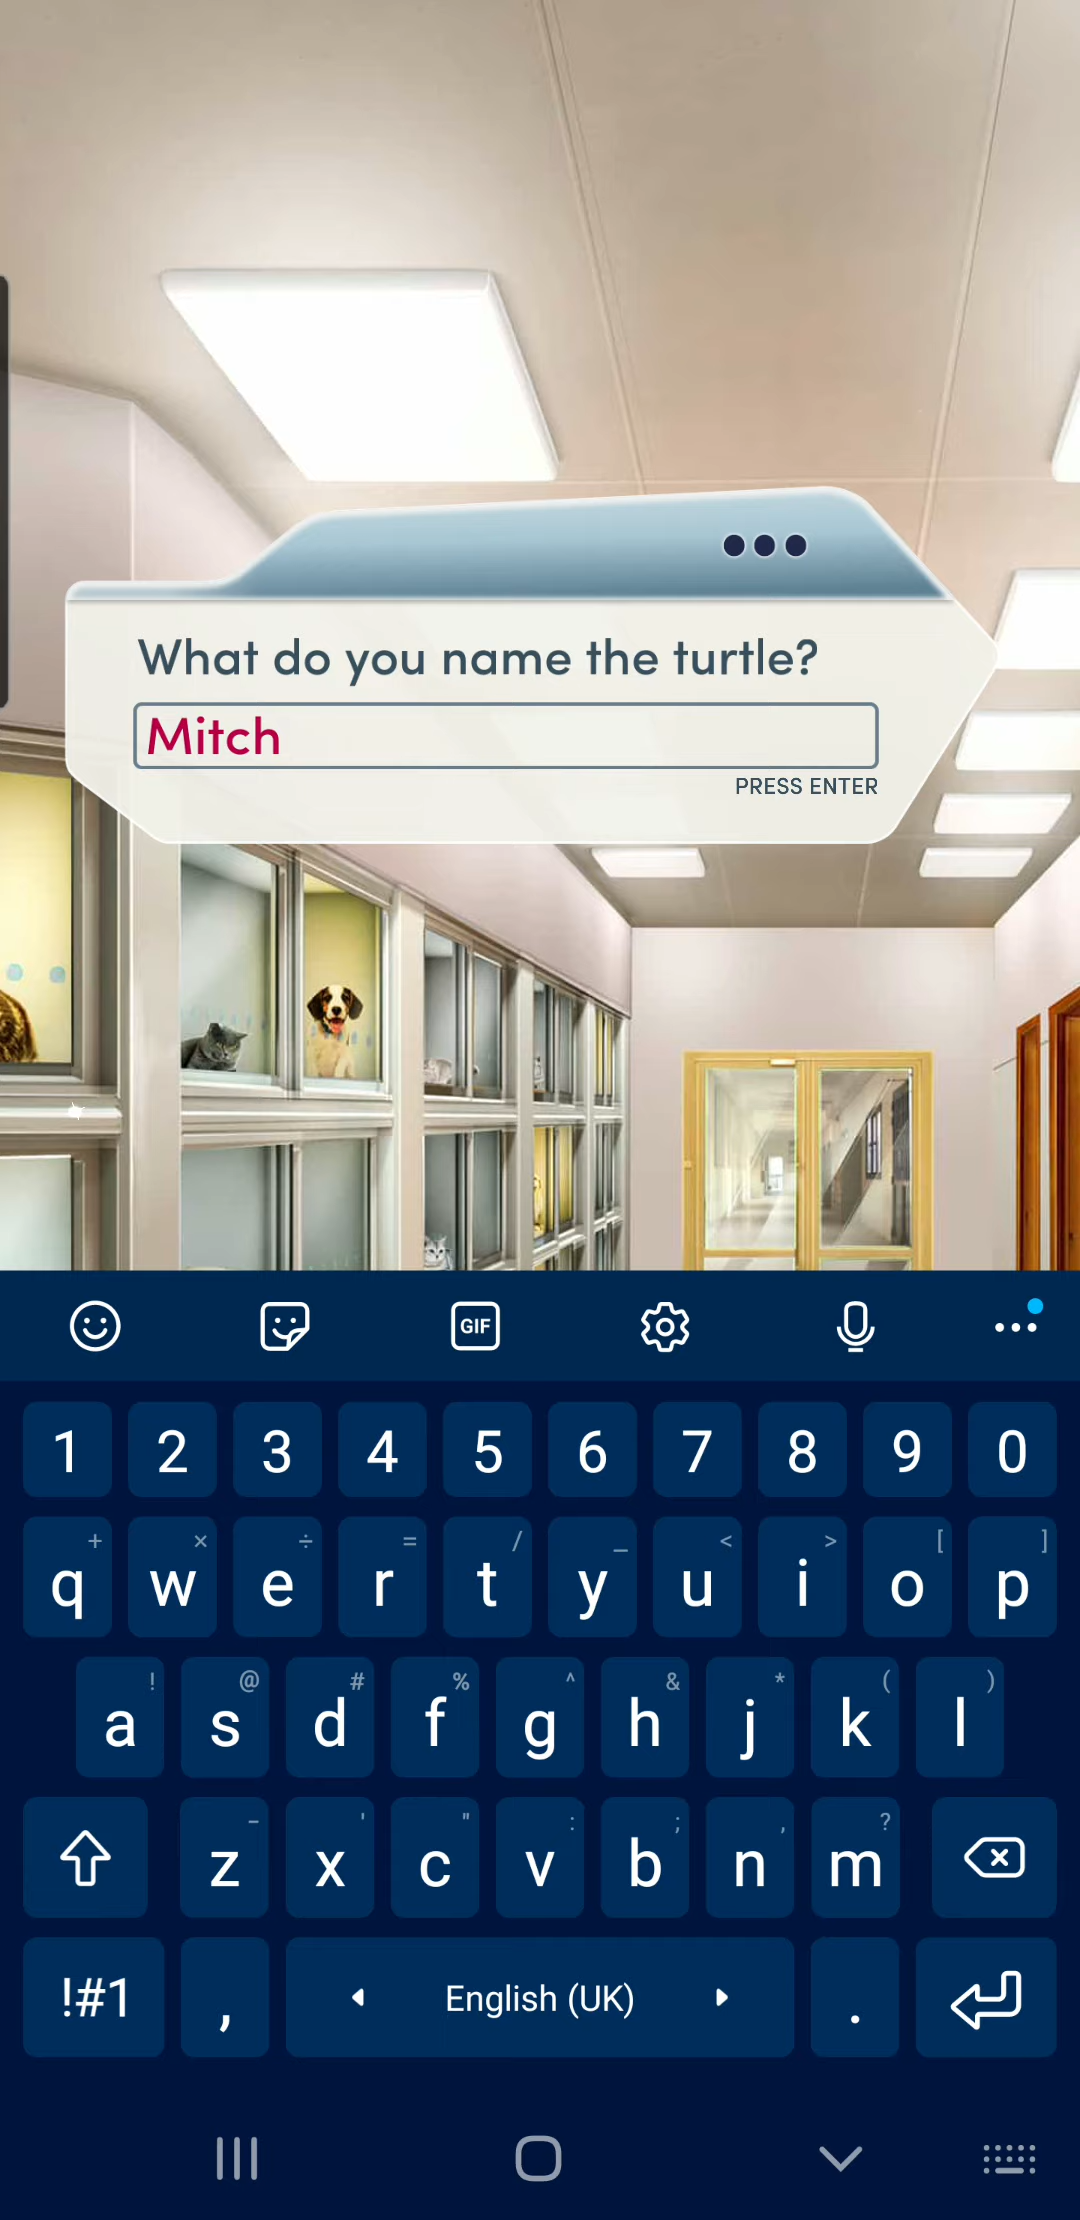 What do you name the turtle?
Mitch
PRESS ENTER
GIF
1 2 3 4 5 6 7 8 9 0
+ × ÷ = / _ < > [ ]
q w e r t y u i o p
! @ # % ^ & * ( )
a s d f g h j k l
- ' " : ; , ?
z x c v b n m
!#1 , English (UK) .